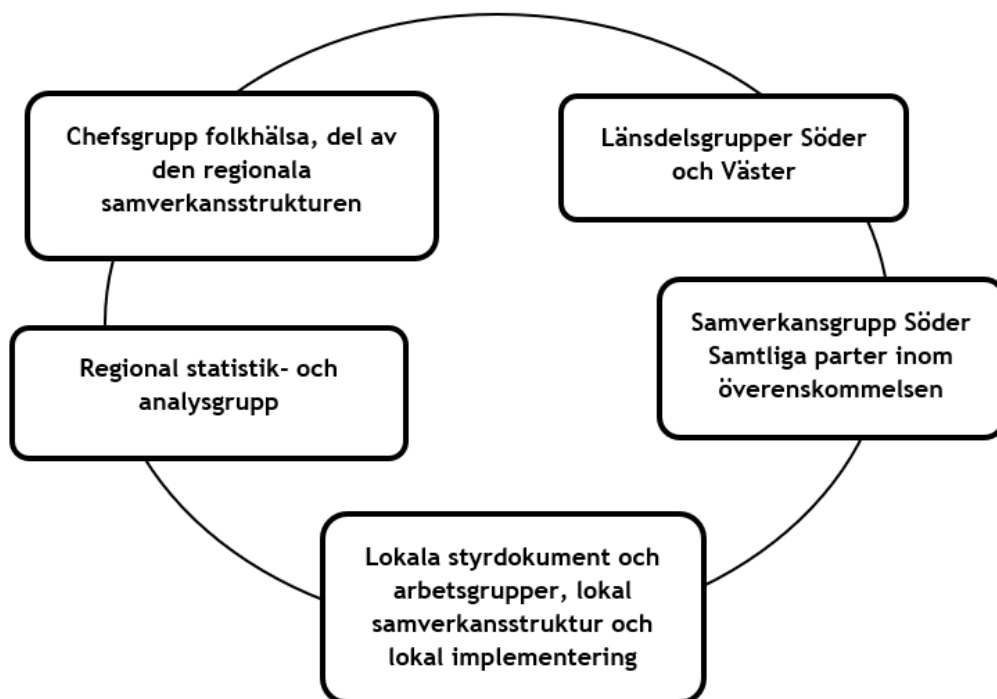 Chefsgrupp folkhälsa, del av
den regionala
samverkansstrukturen
Länsdelsgrupper Söder
och Väster
Samverkansgrupp Söder
Samtliga parter inom
överenskommelsen
Regional statistik- och
analysgrupp
Lokala styrdokument och
arbetsgrupper, lokal
samverkansstruktur och
lokal implementering